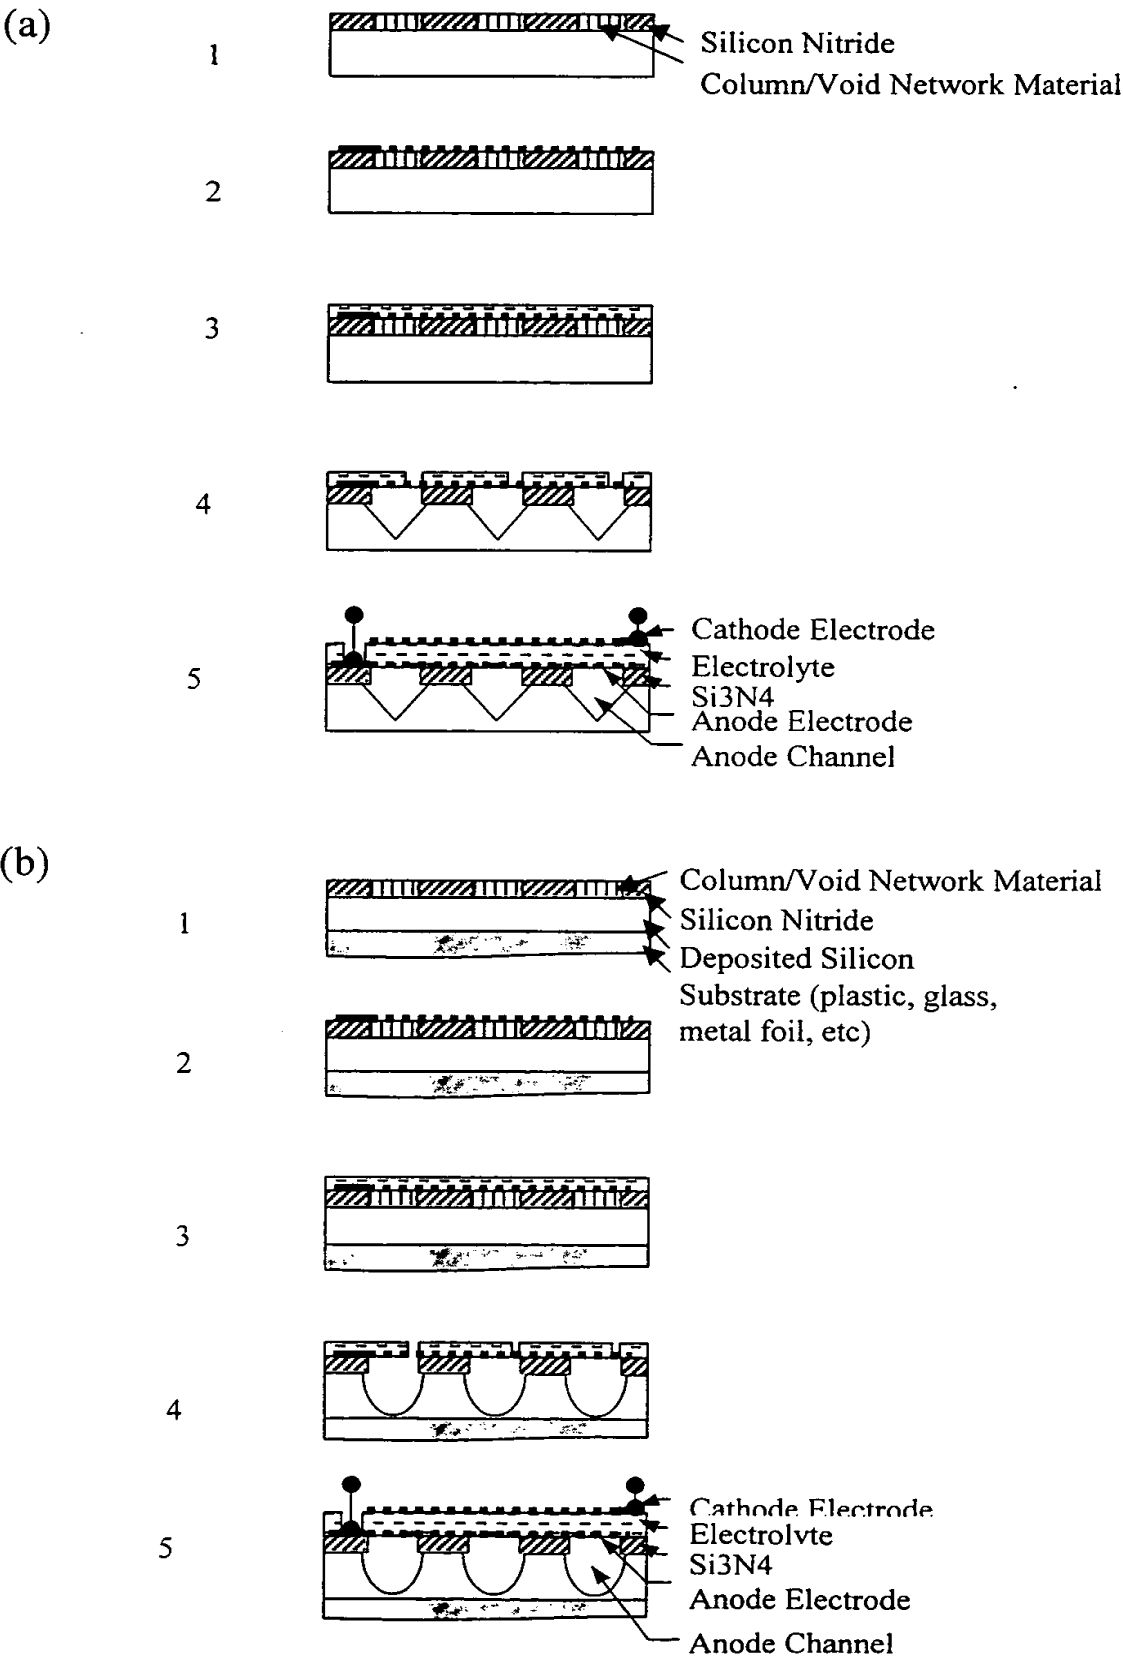 (a)
1
Silicon Nitride
Column/Void Network Material
2
3
4
5
Cathode Electrode
Electrolyte
Si3N4
Anode Electrode
Anode Channel
(b)
1
Column/Void Network Material
Silicon Nitride
Deposited Silicon
Substrate (plastic, glass,
metal foil, etc)
2
3
4
5
Cathode Electrode
Electrolyte
Si3N4
Anode Electrode
Anode Channel